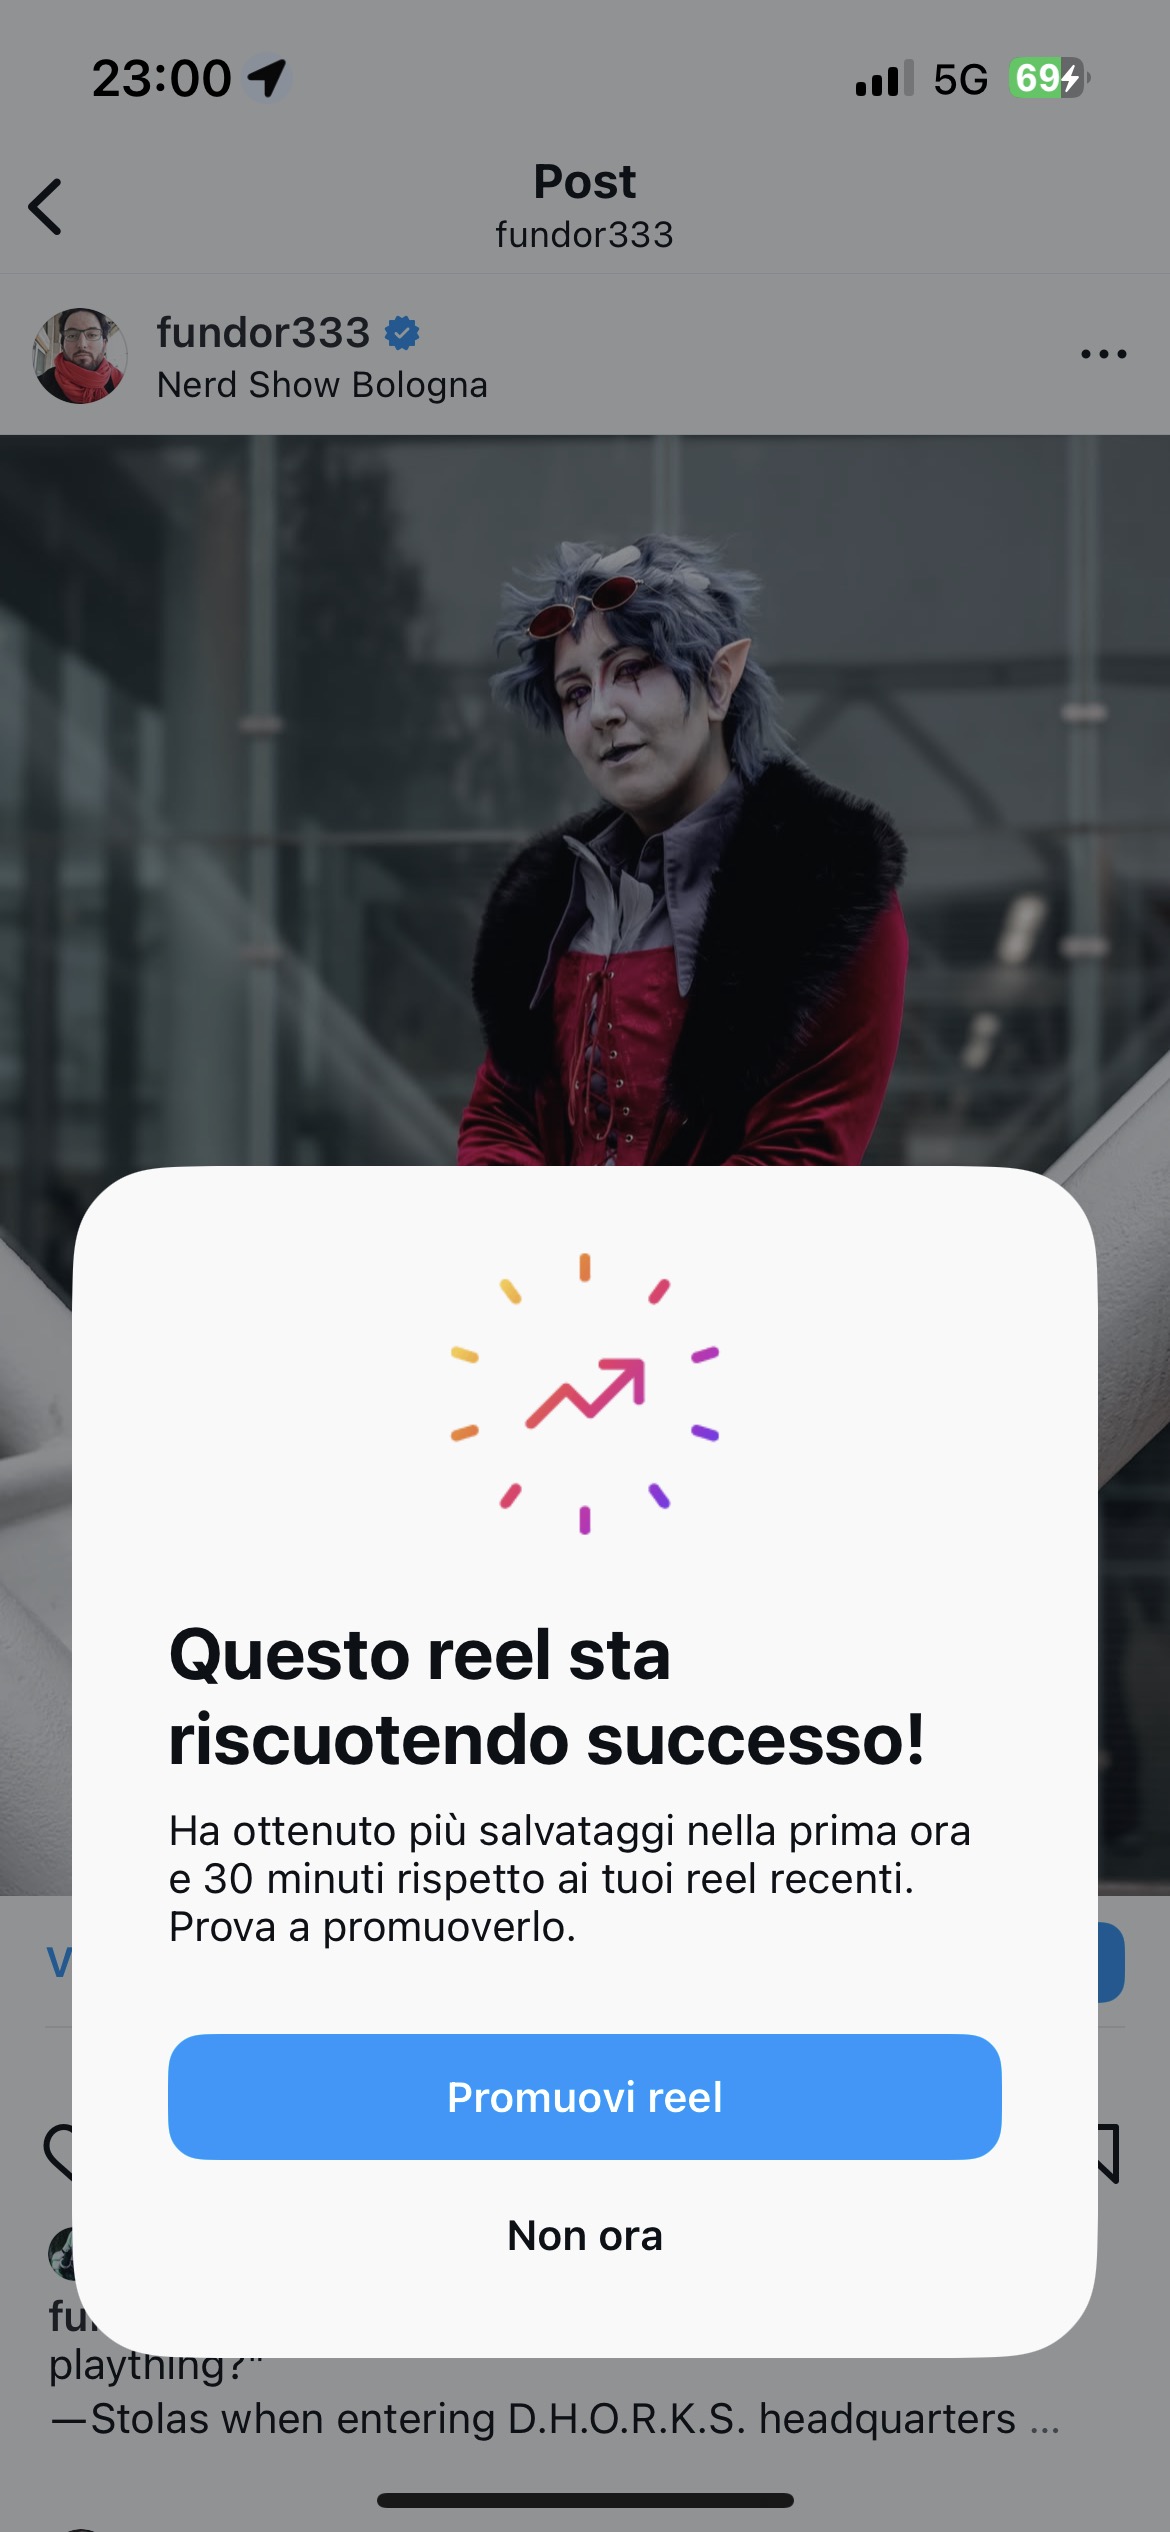 23:00
5G
69
Post
fundor333
fundor333
Nerd Show Bologna
Questo reel sta
riscuotendo successo!
Ha ottenuto più salvataggi nella prima ora
e 30 minuti rispetto ai tuoi reel recenti.
Prova a promuoverlo.
Promuovi reel
Non ora
plaything?"
—Stolas when entering D.H.O.R.K.S. headquarters ...